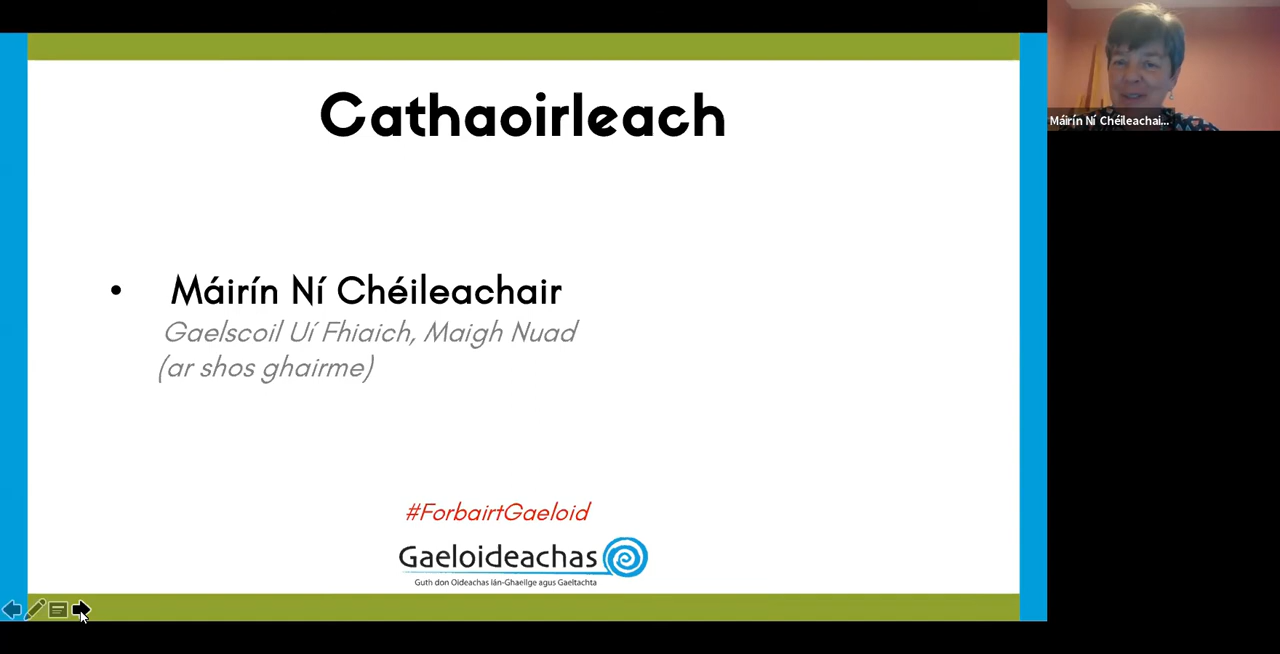 Cathaoirleach
• Máirín Ní Chéileachair
Gaelscoil Uí Fhiaich, Maigh Nuad
(ar shos ghairme)
#ForbairtGaeloid
Gaeloideachas
Guth don Oideachas lán-Ghaeilge agus Gaeltachta
Máirín Ní Chéileachai...